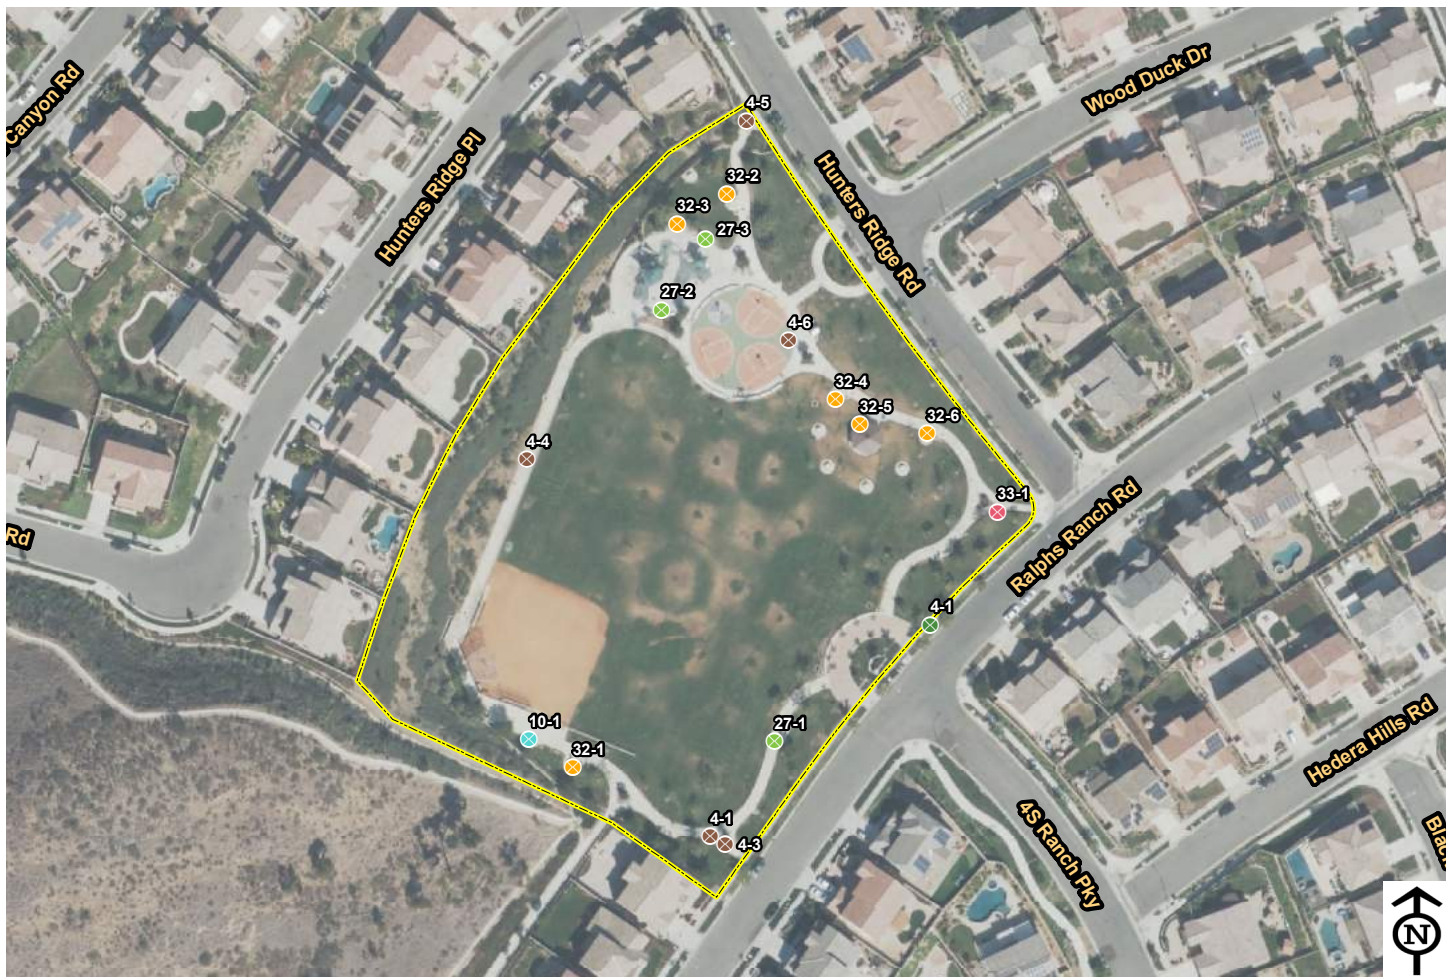 4-5
Wood Duck Dr
Canyon Rd
Hunters Ridge Pl
32-2
Hunters Ridge Rd
32-3
27-3
27-2
4-6
32-4
32-5
32-6
4-4
33-1
Ralphs Ranch Rd
Rd
4-1
10-1
27-1
32-1
Hedera Hills Rd
4S Ranch Pky
4-1
4-3
N